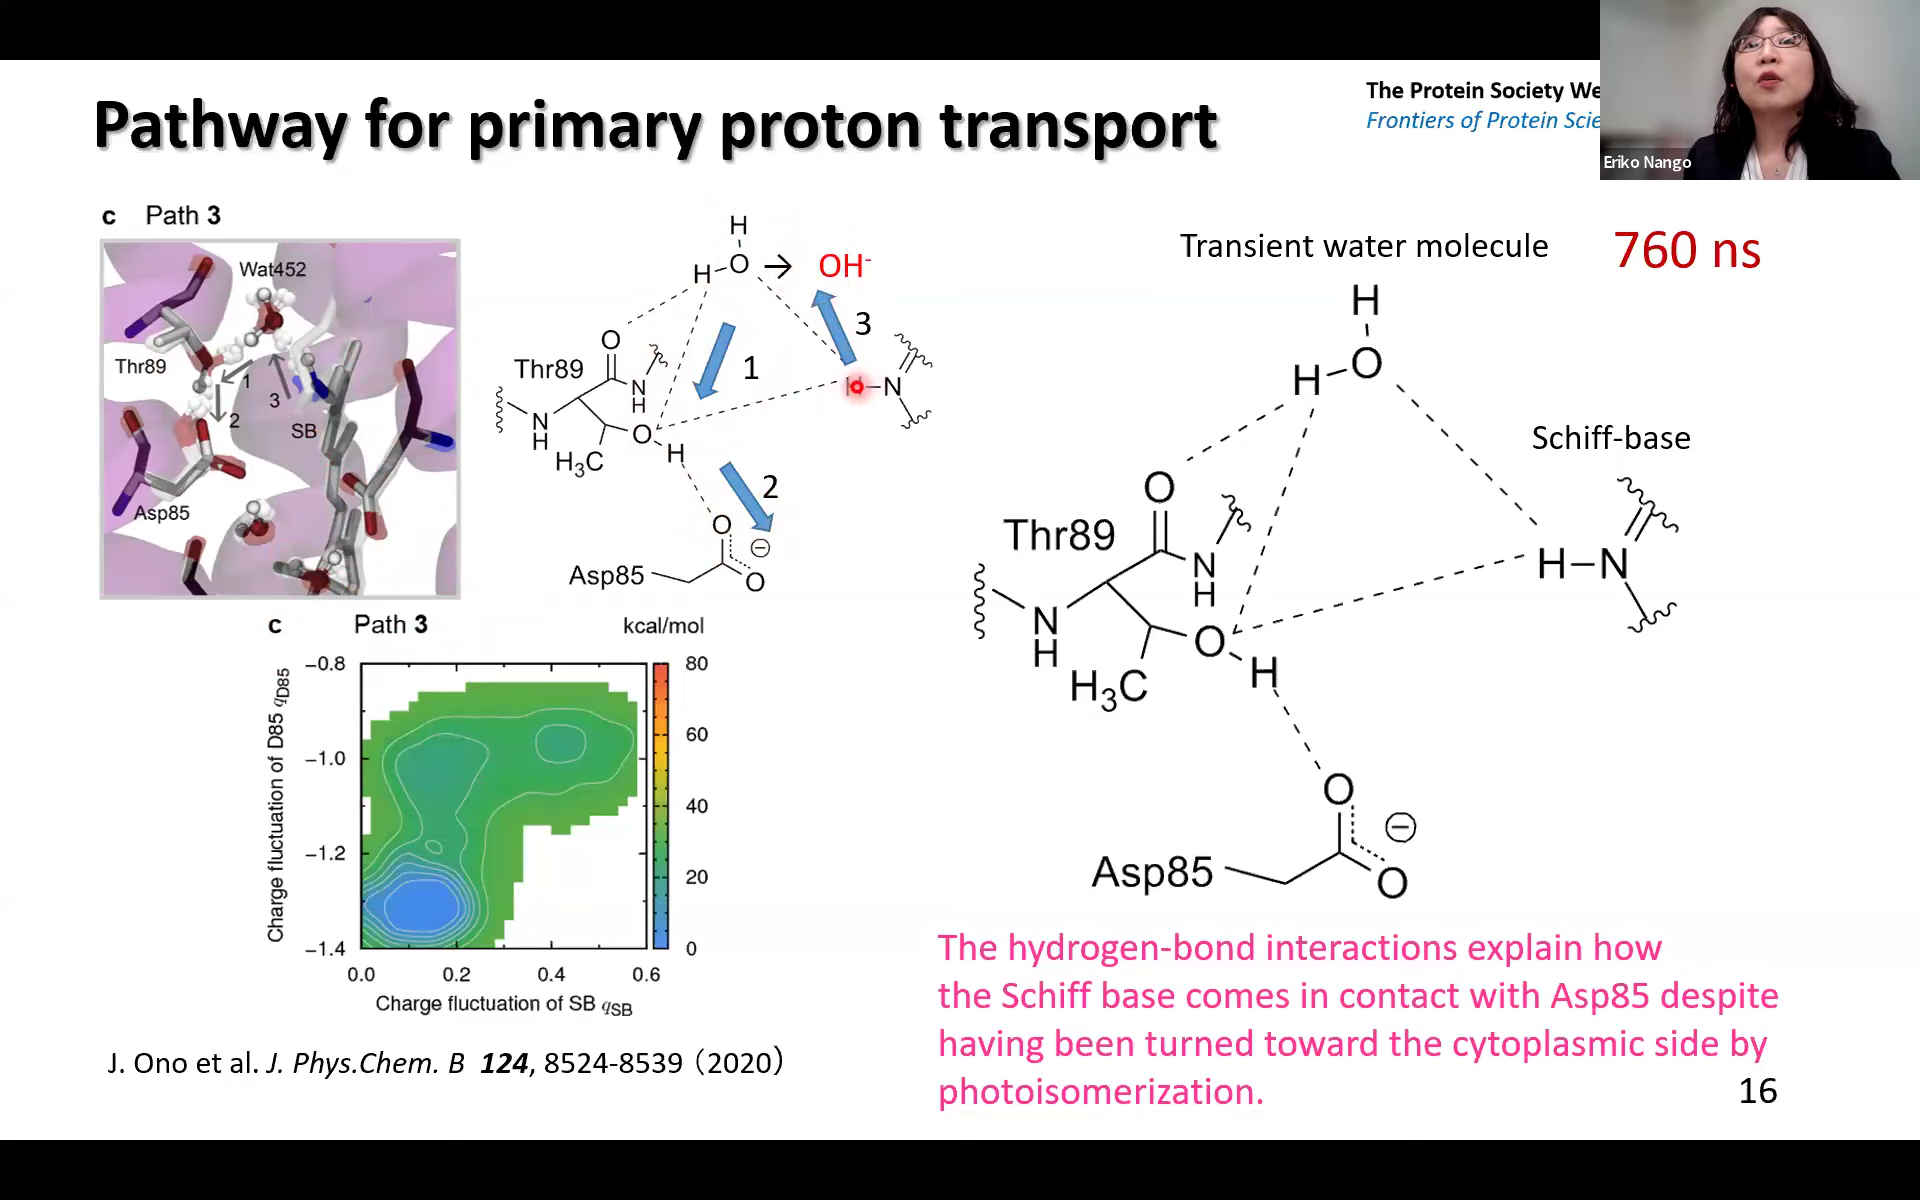 Pathway for primary proton transport
The Protein Society We
Frontiers of Protein Scie
Eriko Nango
c Path 3
Wat452
Thr89
1
2
3
SB
Asp85
H
H
O
→
OH-
3
1
O
Thr89
N
H
H
N
N
H
O
H
H3C
2
O
⊖
O
Asp85
c Path 3
kcal/mol
Charge fluctuation of D85 qD85
−0.8
−1.0
−1.2
−1.4
0.0 0.2 0.4 0.6
Charge fluctuation of SB qSB
80
60
40
20
0
J. Ono et al. J. Phys.Chem. B 124, 8524-8539（2020）
Transient water molecule
760 ns
H
H
O
Schiff-base
O
Thr89
N
H
H–N
N
H
O
H
H3C
O
⊖
Asp85
O
The hydrogen-bond interactions explain how
the Schiff base comes in contact with Asp85 despite
having been turned toward the cytoplasmic side by
photoisomerization.
16